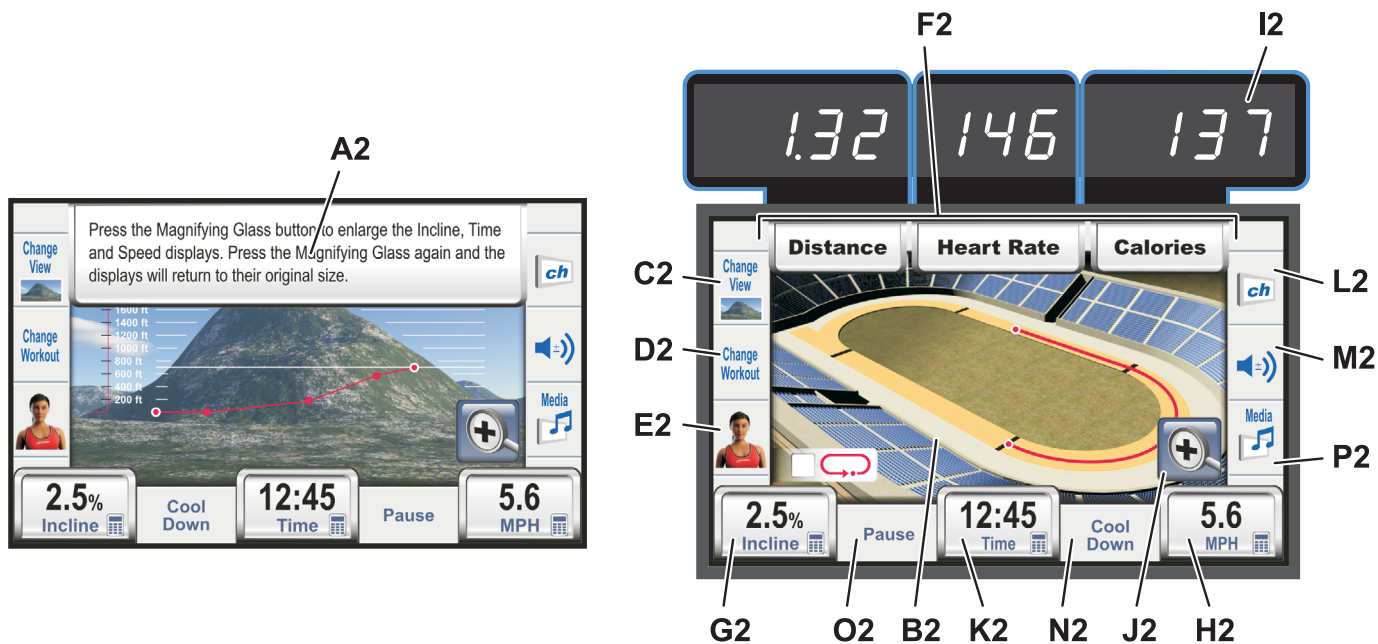 F2
I2
1.32
146
137
A2
Press the Magnifying Glass button to enlarge the Incline, Time
and Speed displays. Press the Magnifying Glass again and the
displays will return to their original size.
Change
View
ch
1600 ft
1400 ft
1200 ft
1000 ft
800 ft
600 ft
400 ft
200 ft
Change
Workout
±
Media
2.5%
Incline
Cool
Down
12:45
Time
Pause
5.6
MPH
Distance
Heart Rate
Calories
C2
Change
View
ch
L2
D2
Change
Workout
±
M2
E2
Media
P2
2.5%
Incline
Pause
12:45
Time
Cool
Down
5.6
MPH
G2
O2
B2
K2
N2
J2
H2